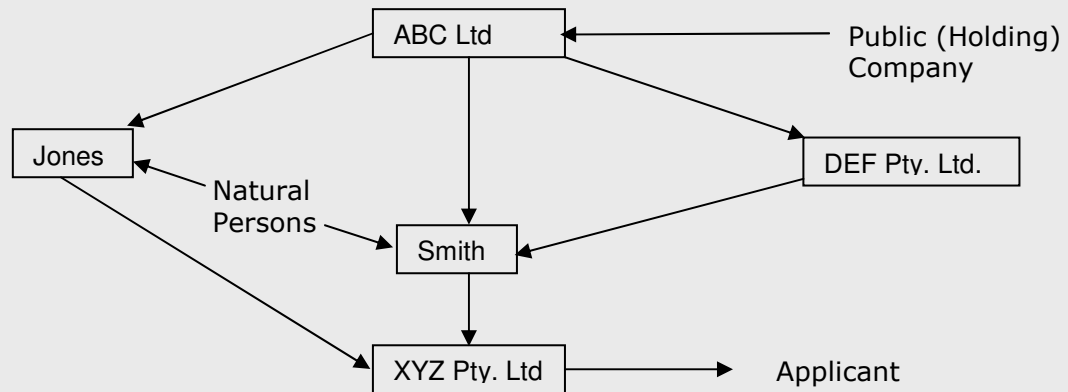 ABC Ltd
Public (Holding)
Company
Jones
DEF Pty. Ltd.
Natural
Persons
Smith
XYZ Pty. Ltd
Applicant